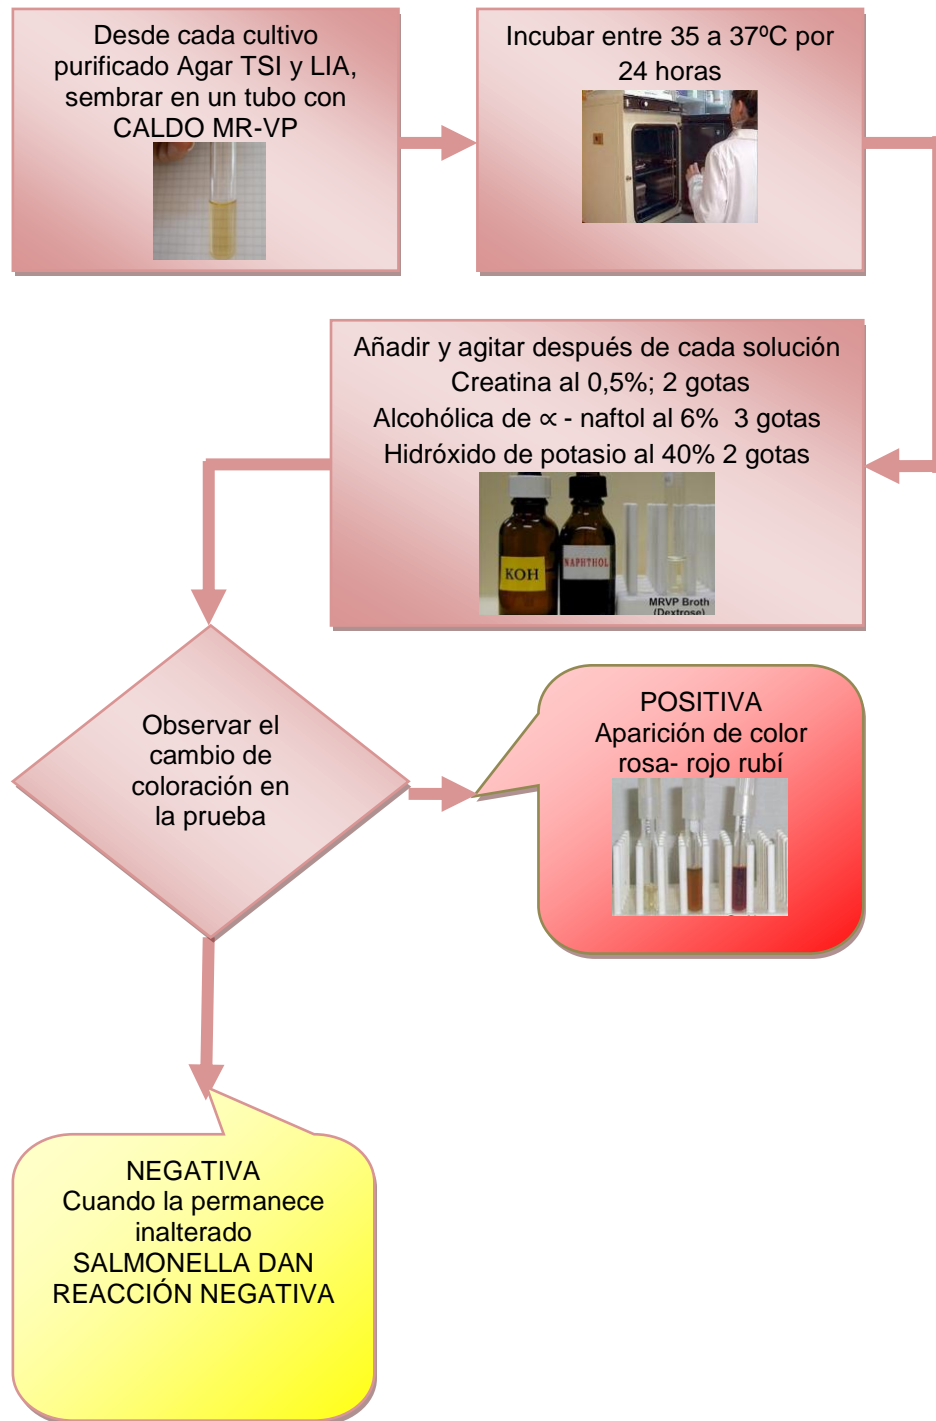 Desde cada cultivo
purificado Agar TSI y LIA,
sembrar en un tubo con
CALDO MR-VP
Incubar entre 35 a 37ºC por
24 horas
Añadir y agitar después de cada solución
Creatina al 0,5%; 2 gotas
Alcohólica de ∝ - naftol al 6%  3 gotas
Hidróxido de potasio al 40% 2 gotas
KOH
NAPHTHOL
MRVP Broth
(Dextrose)
Observar el
cambio de
coloración en
la prueba
POSITIVA
Aparición de color
rosa- rojo rubí
NEGATIVA
Cuando la permanece
inalterado
SALMONELLA DAN
REACCIÓN NEGATIVA